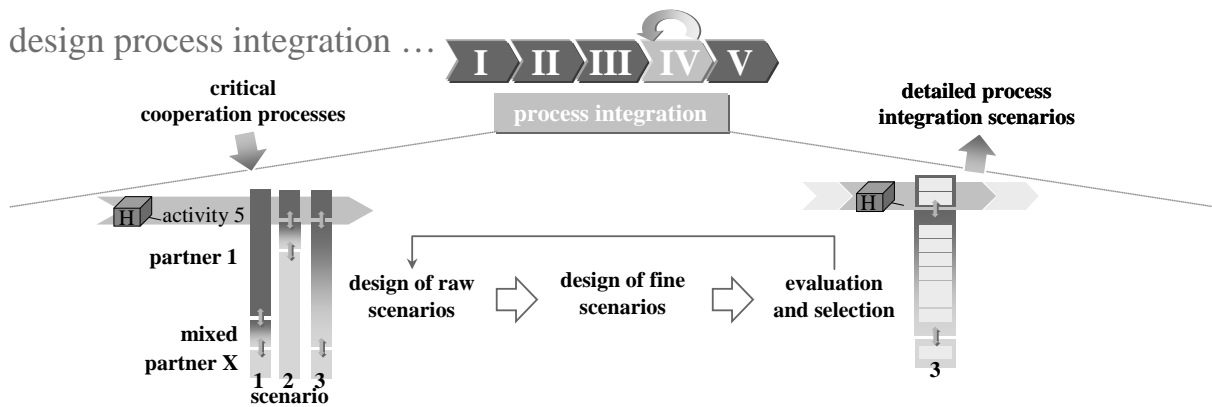 design process integration …
I II III IV V
critical
cooperation processes
process integration
detailed process
integration scenarios
H activity 5
H
partner 1
design of raw
scenarios
design of fine
scenarios
evaluation
and selection
mixed
partner X
1 2 3
scenario
3